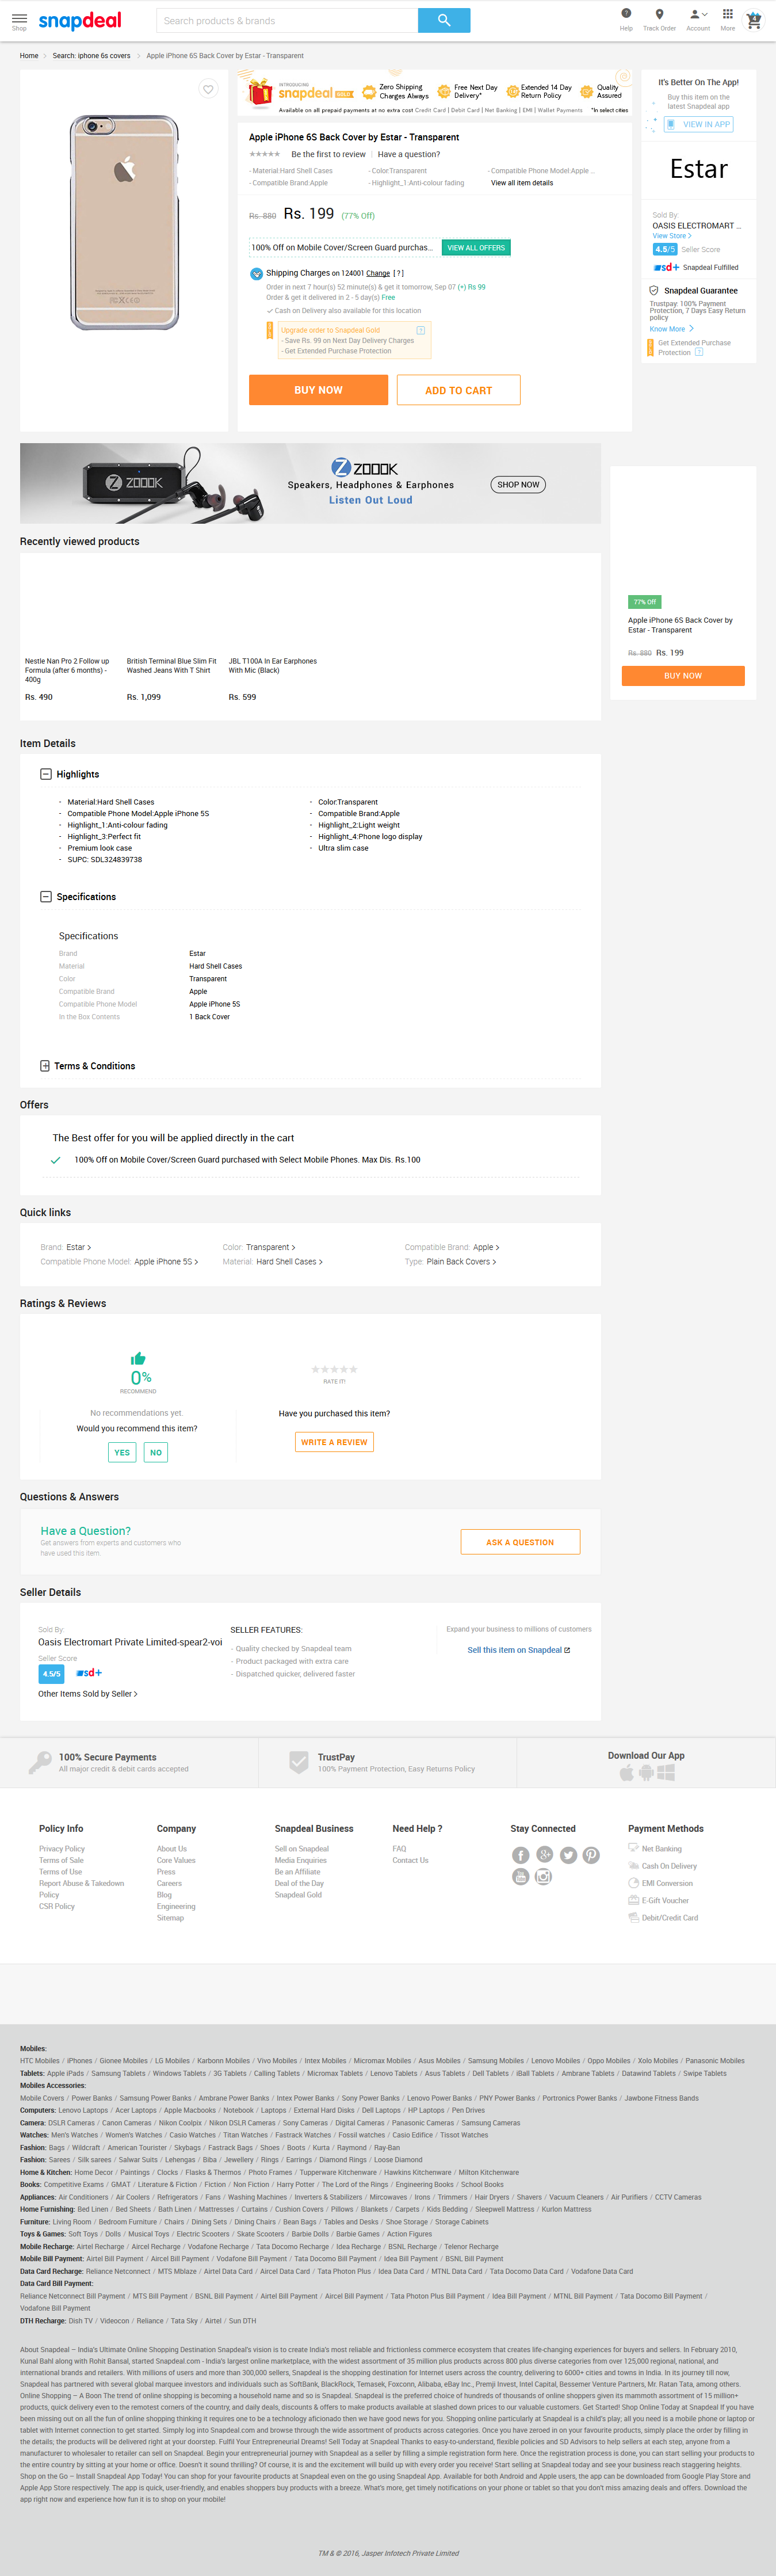 Shop
snapdeal
Search products & brands
Help
Track Order
Account
More
Home > Search: iphone 6s covers > Apple iPhone 6S Back Cover by Estar - Transparent
INTRODUCING
snapdeal GOLD
Zero Shipping
Charges Always
Free Next Day
Delivery*
Extended 14 Day
Return Policy
Quality
Assured
Available on all prepaid payments at no extra cost Credit Card | Debit Card | Net Banking | EMI | Wallet Payments *In select cities
Apple iPhone 6S Back Cover by Estar - Transparent
Be the first to review | Have a question?
- Material:Hard Shell Cases - Color:Transparent - Compatible Phone Model:Apple ...
- Compatible Brand:Apple - Highlight_1:Anti-colour fading View all item details
Rs. 880 Rs. 199 (77% Off)
100% Off on Mobile Cover/Screen Guard purchas... VIEW ALL OFFERS
Shipping Charges on 124001 Change [ ? ]
Order in next 7 hour(s) 52 minute(s) & get it tomorrow, Sep 07 (+) Rs 99
Order & get it delivered in 2 - 5 day(s) Free
Cash on Delivery also available for this location
Upgrade order to Snapdeal Gold
- Save Rs. 99 on Next Day Delivery Charges
- Get Extended Purchase Protection
BUY NOW
ADD TO CART
It's Better On The App!
Buy this item on the
latest Snapdeal app
VIEW IN APP
Estar
Sold By:
OASIS ELECTROMART ...
View Store >
4.5/5 Seller Score
sd+ Snapdeal Fulfilled
Snapdeal Guarantee
Trustpay: 100% Payment
Protection, 7 Days Easy Return
policy
Know More >
Get Extended Purchase
Protection ?
ZOOOK
ZOOOK
Speakers, Headphones & Earphones
Listen Out Loud
SHOP NOW
77% Off
Apple iPhone 6S Back Cover by
Estar - Transparent
Rs. 880 Rs. 199
BUY NOW
Recently viewed products
Nestle Nan Pro 2 Follow up
Formula (after 6 months) -
400g
Rs. 490
British Terminal Blue Slim Fit
Washed Jeans With T Shirt
Rs. 1,099
JBL T100A In Ear Earphones
With Mic (Black)
Rs. 599
Item Details
Highlights
- Material:Hard Shell Cases - Color:Transparent
- Compatible Phone Model:Apple iPhone 5S - Compatible Brand:Apple
- Highlight_1:Anti-colour fading - Highlight_2:Light weight
- Highlight_3:Perfect fit - Highlight_4:Phone logo display
- Premium look case - Ultra slim case
- SUPC: SDL324839738
Specifications
Specifications
Brand Estar
Material Hard Shell Cases
Color Transparent
Compatible Brand Apple
Compatible Phone Model Apple iPhone 5S
In the Box Contents 1 Back Cover
Terms & Conditions
Offers
The Best offer for you will be applied directly in the cart
100% Off on Mobile Cover/Screen Guard purchased with Select Mobile Phones. Max Dis. Rs.100
Quick links
Brand: Estar > Color: Transparent > Compatible Brand: Apple >
Compatible Phone Model: Apple iPhone 5S > Material: Hard Shell Cases > Type: Plain Back Covers >
Ratings & Reviews
0%
RECOMMEND
No recommendations yet.
Would you recommend this item?
YES NO
RATE IT!
Have you purchased this item?
WRITE A REVIEW
Questions & Answers
Have a Question?
Get answers from experts and customers who
have used this item.
ASK A QUESTION
Seller Details
Sold By:
Oasis Electromart Private Limited-spear2-voi
Seller Score
4.5/5 sd+
Other Items Sold by Seller >
SELLER FEATURES:
- Quality checked by Snapdeal team
- Product packaged with extra care
- Dispatched quicker, delivered faster
Expand your business to millions of customers
Sell this item on Snapdeal
100% Secure Payments
All major credit & debit cards accepted
TrustPay
100% Payment Protection, Easy Returns Policy
Download Our App
Policy Info
Privacy Policy
Terms of Sale
Terms of Use
Report Abuse & Takedown
Policy
CSR Policy
Company
About Us
Core Values
Press
Careers
Blog
Engineering
Sitemap
Snapdeal Business
Sell on Snapdeal
Media Enquiries
Be an Affiliate
Deal of the Day
Snapdeal Gold
Need Help ?
FAQ
Contact Us
Stay Connected
Payment Methods
Net Banking
Cash On Delivery
EMI Conversion
E-Gift Voucher
Debit/Credit Card
Mobiles:
HTC Mobiles / iPhones / Gionee Mobiles / LG Mobiles / Karbonn Mobiles / Vivo Mobiles / Intex Mobiles / Micromax Mobiles / Asus Mobiles / Samsung Mobiles / Lenovo Mobiles / Oppo Mobiles / Xolo Mobiles / Panasonic Mobiles
Tablets: Apple iPads / Samsung Tablets / Windows Tablets / 3G Tablets / Calling Tablets / Micromax Tablets / Lenovo Tablets / Asus Tablets / Dell Tablets / iBall Tablets / Ambrane Tablets / Datawind Tablets / Swipe Tablets
Mobiles Accessories:
Mobile Covers / Power Banks / Samsung Power Banks / Ambrane Power Banks / Intex Power Banks / Sony Power Banks / Lenovo Power Banks / PNY Power Banks / Portronics Power Banks / Jawbone Fitness Bands
Computers: Lenovo Laptops / Acer Laptops / Apple Macbooks / Notebook / Laptops / External Hard Disks / Dell Laptops / HP Laptops / Pen Drives
Camera: DSLR Cameras / Canon Cameras / Nikon Coolpix / Nikon DSLR Cameras / Sony Cameras / Digital Cameras / Panasonic Cameras / Samsung Cameras
Watches: Men's Watches / Women's Watches / Casio Watches / Titan Watches / Fastrack Watches / Fossil watches / Casio Edifice / Tissot Watches
Fashion: Bags / Wildcraft / American Tourister / Skybags / Fastrack Bags / Shoes / Boots / Kurta / Raymond / Ray-Ban
Fashion: Sarees / Silk sarees / Salwar Suits / Lehengas / Biba / Jewellery / Rings / Earrings / Diamond Rings / Loose Diamond
Home & Kitchen: Home Decor / Paintings / Clocks / Flasks & Thermos / Photo Frames / Tupperware Kitchenware / Hawkins Kitchenware / Milton Kitchenware
Books: Competitive Exams / GMAT / Literature & Fiction / Fiction / Non Fiction / Harry Potter / The Lord of the Rings / Engineering Books / School Books
Appliances: Air Conditioners / Air Coolers / Refrigerators / Fans / Washing Machines / Inverters & Stabilizers / Mircowaves / Irons / Trimmers / Hair Dryers / Shavers / Vacuum Cleaners / Air Purifiers / CCTV Cameras
Home Furnishing: Bed Linen / Bed Sheets / Bath Linen / Mattresses / Curtains / Cushion Covers / Pillows / Blankets / Carpets / Kids Bedding / Sleepwell Mattress / Kurlon Mattress
Furniture: Living Room / Bedroom Furniture / Chairs / Dining Sets / Dining Chairs / Bean Bags / Tables and Desks / Shoe Storage / Storage Cabinets
Toys & Games: Soft Toys / Dolls / Musical Toys / Electric Scooters / Skate Scooters / Barbie Dolls / Barbie Games / Action Figures
Mobile Recharge: Airtel Recharge / Aircel Recharge / Vodafone Recharge / Tata Docomo Recharge / Idea Recharge / BSNL Recharge / Telenor Recharge
Mobile Bill Payment: Airtel Bill Payment / Aircel Bill Payment / Vodafone Bill Payment / Tata Docomo Bill Payment / Idea Bill Payment / BSNL Bill Payment
Data Card Recharge: Reliance Netconnect / MTS Mblaze / Airtel Data Card / Aircel Data Card / Tata Photon Plus / Idea Data Card / MTNL Data Card / Tata Docomo Data Card / Vodafone Data Card
Data Card Bill Payment:
Reliance Netconnect Bill Payment / MTS Bill Payment / BSNL Bill Payment / Airtel Bill Payment / Aircel Bill Payment / Tata Photon Plus Bill Payment / Idea Bill Payment / MTNL Bill Payment / Tata Docomo Bill Payment /
Vodafone Bill Payment
DTH Recharge: Dish TV / Videocon / Reliance / Tata Sky / Airtel / Sun DTH
About Snapdeal – India's Ultimate Online Shopping Destination Snapdeal's vision is to create India's most reliable and frictionless commerce ecosystem that creates life-changing experiences for buyers and sellers. In February 2010,
Kunal Bahl along with Rohit Bansal, started Snapdeal.com - India's largest online marketplace, with the widest assortment of 35 million plus products across 800 plus diverse categories from over 125,000 regional, national, and
international brands and retailers. With millions of users and more than 300,000 sellers, Snapdeal is the shopping destination for Internet users across the country, delivering to 6000+ cities and towns in India. In its journey till now,
Snapdeal has partnered with several global marquee investors and individuals such as SoftBank, BlackRock, Temasek, Foxconn, Alibaba, eBay Inc., Premji Invest, Intel Capital, Bessemer Venture Partners, Mr. Ratan Tata, among others.
Online Shopping – A Boon The trend of online shopping is becoming a household name and so is Snapdeal. Snapdeal is the preferred choice of hundreds of thousands of online shoppers given its mammoth assortment of 15 million+
products, quick delivery even to the remotest corners of the country, and daily deals, discounts & offers to make products available at slashed down prices to our valuable customers. Get Started! Shop Online Today at Snapdeal If you have
been missing out on all the fun of online shopping thinking it requires one to be a technology aficionado then we have good news for you. Shopping online particularly at Snapdeal is a child's play; all you need is a mobile phone or laptop or
tablet with Internet connection to get started. Simply log into Snapdeal.com and browse through the wide assortment of products across categories. Once you have zeroed in on your favourite products, simply place the order by filling in
the details; the products will be delivered right at your doorstep. Fulfil Your Entrepreneurial Dreams! Sell Today at Snapdeal Thanks to easy-to-understand, flexible policies and SD Advisors to help sellers at each step, anyone from a
manufacturer to wholesaler to retailer can sell on Snapdeal. Begin your entrepreneurial journey with Snapdeal as a seller by filling a simple registration form here. Once the registration process is done, you can start selling your products to
the entire country by sitting at your home or office. Doesn't it sound thrilling? Of course, it is and the excitement will build up with every order you receive! Start selling at Snapdeal today and see your business reach staggering heights.
Shop on the Go – Install Snapdeal App Today! You can shop for your favourite products at Snapdeal even on the go using Snapdeal App. Available for both Android and Apple users, the app can be downloaded from Google Play Store and
Apple App Store respectively. The app is quick, user-friendly, and enables shoppers buy products with a breeze. What's more, get timely notifications on your phone or tablet so that you don't miss amazing deals and offers. Download the
app right now and experience how fun it is to shop on your mobile!
TM & © 2016, Jasper Infotech Private Limited